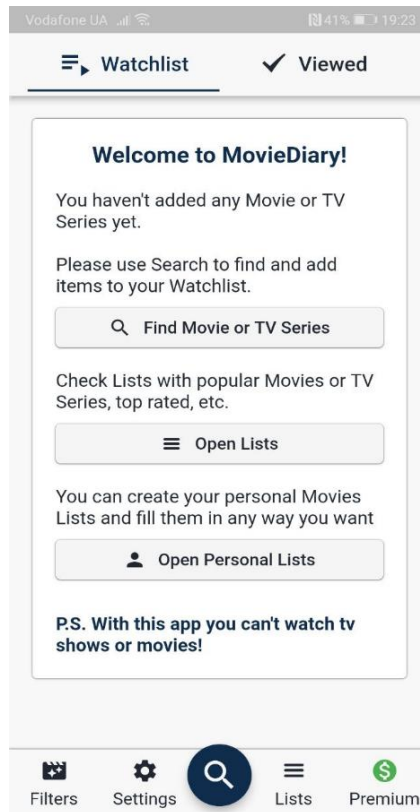 Vodafone UA 41% 19:23
Watchlist Viewed
Welcome to MovieDiary!
You haven't added any Movie or TV
Series yet.
Please use Search to find and add
items to your Watchlist.
Find Movie or TV Series
Check Lists with popular Movies or TV
Series, top rated, etc.
Open Lists
You can create your personal Movies
Lists and fill them in any way you want
Open Personal Lists
P.S. With this app you can't watch tv
shows or movies!
Filters Settings Lists Premium